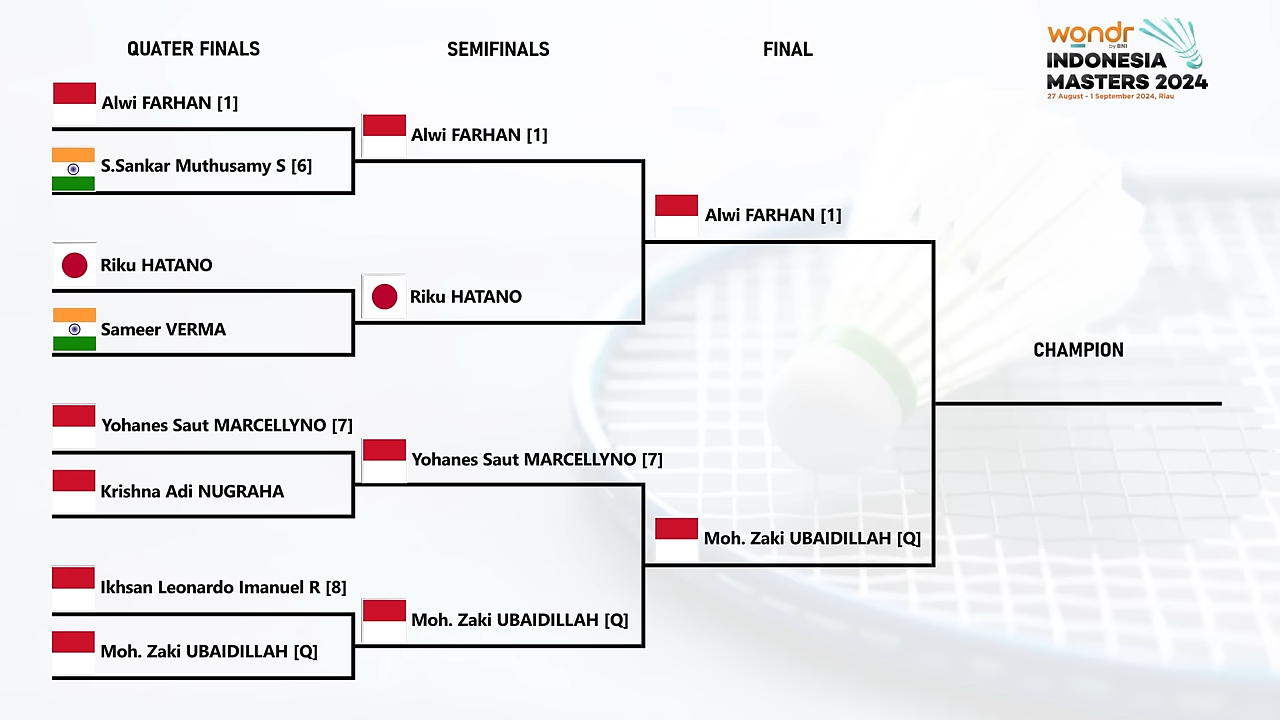 QUATER FINALS
SEMIFINALS
FINAL
wondr
by BNI
INDONESIA
MASTERS 2024
27 August - 1 September 2024, Riau
Alwi FARHAN [1]
S.Sankar Muthusamy S [6]
Riku HATANO
Sameer VERMA
Yohanes Saut MARCELLYNO [7]
Krishna Adi NUGRAHA
Ikhsan Leonardo Imanuel R [8]
Moh. Zaki UBAIDILLAH [Q]
Alwi FARHAN [1]
Riku HATANO
Yohanes Saut MARCELLYNO [7]
Moh. Zaki UBAIDILLAH [Q]
Alwi FARHAN [1]
Moh. Zaki UBAIDILLAH [Q]
CHAMPION